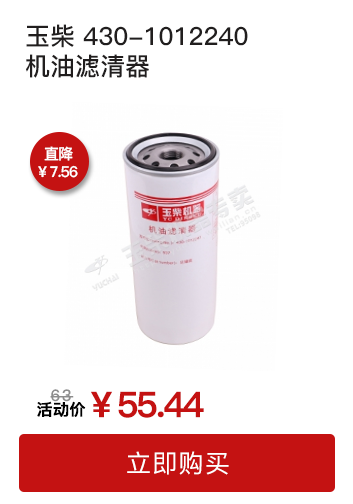 玉柴 430-1012240
机油滤清器
直降
¥7.56
玉柴机器
机油滤清器
YUCHAI
63
活动价 ¥55.44
立即购买